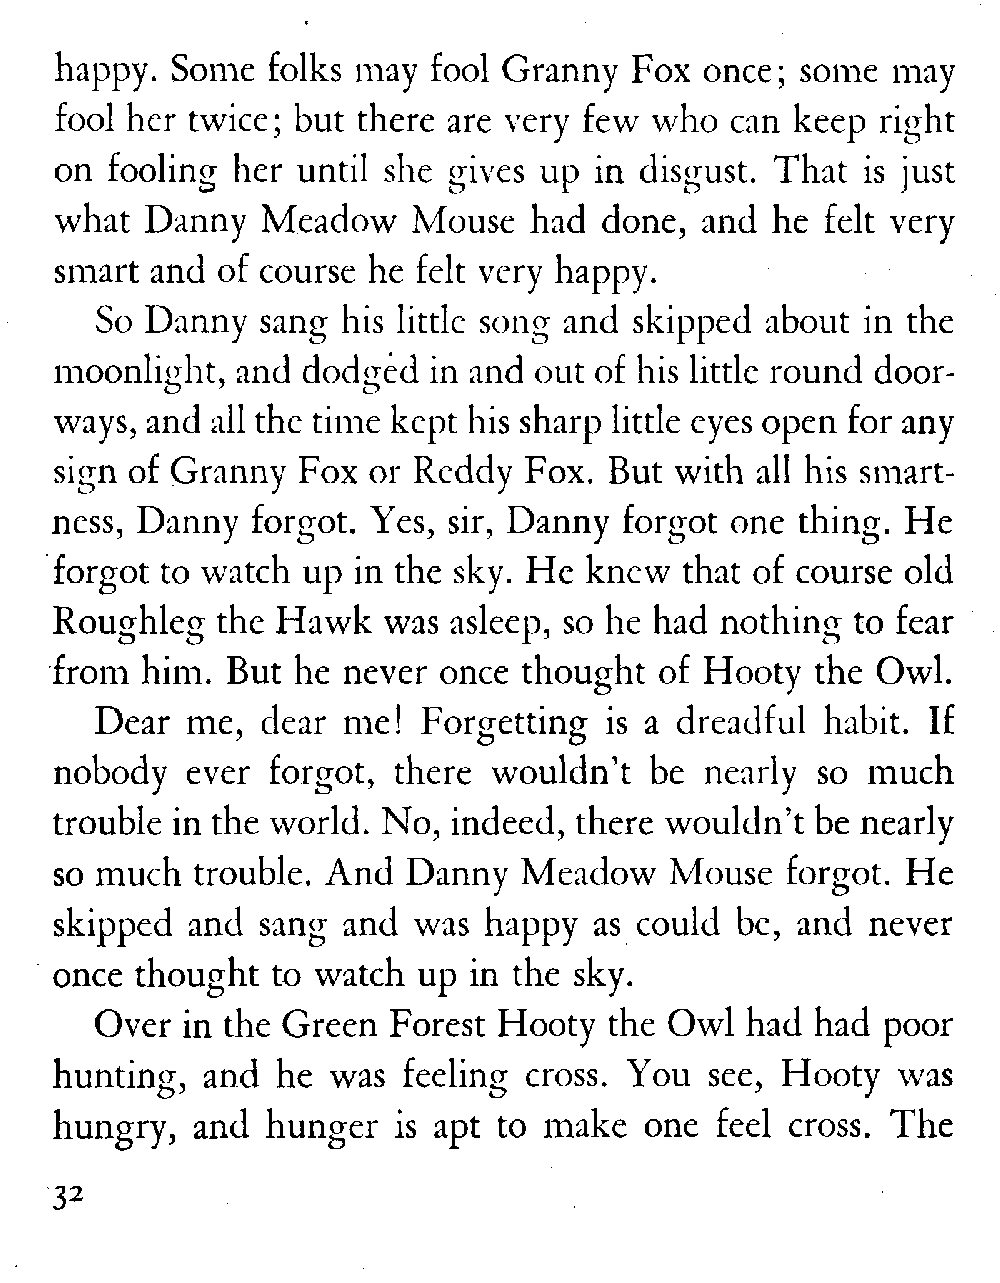 happy. Some folks may fool Granny Fox once; some may
fool her twice; but there are very few who can keep right
on fooling her until she gives up in disgust. That is just
what Danny Meadow Mouse had done, and he felt very
smart and of course he felt very happy.
So Danny sang his little song and skipped about in the
moonlight, and dodged in and out of his little round door-
ways, and all the time kept his sharp little eyes open for any
sign of Granny Fox or Reddy Fox. But with all his smart-
ness, Danny forgot. Yes, sir, Danny forgot one thing. He
forgot to watch up in the sky. He knew that of course old
Roughleg the Hawk was asleep, so he had nothing to fear
from him. But he never once thought of Hooty the Owl.
Dear me, dear me! Forgetting is a dreadful habit. If
nobody ever forgot, there wouldn't be nearly so much
trouble in the world. No, indeed, there wouldn't be nearly
so much trouble. And Danny Meadow Mouse forgot. He
skipped and sang and was happy as could be, and never
once thought to watch up in the sky.
Over in the Green Forest Hooty the Owl had had poor
hunting, and he was feeling cross. You see, Hooty was
hungry, and hunger is apt to make one feel cross. The
32